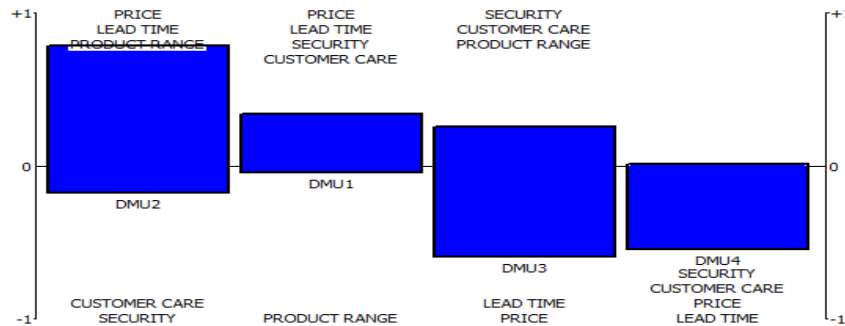 +1
PRICE
LEAD TIME
PRODUCT RANGE
PRICE
LEAD TIME
SECURITY
CUSTOMER CARE
SECURITY
CUSTOMER CARE
PRODUCT RANGE
+1
0
0
DMU2
DMU1
DMU3
DMU4
CUSTOMER CARE
SECURITY
PRODUCT RANGE
LEAD TIME
PRICE
SECURITY
CUSTOMER CARE
PRICE
LEAD TIME
-1
-1